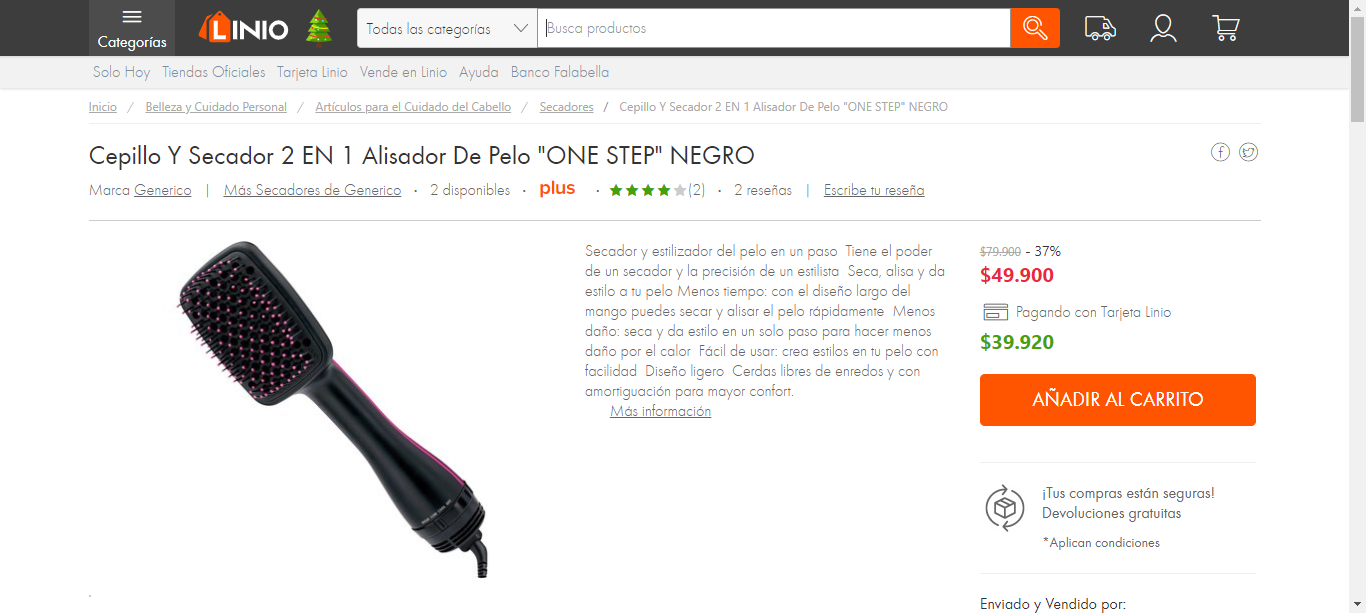 Categorías
LINIO
Todas las categorías
Busca productos
Solo Hoy Tiendas Oficiales Tarjeta Linio Vende en Linio Ayuda Banco Falabella
Inicio / Belleza y Cuidado Personal / Artículos para el Cuidado del Cabello / Secadores / Cepillo Y Secador 2 EN 1 Alisador De Pelo "ONE STEP" NEGRO
Cepillo Y Secador 2 EN 1 Alisador De Pelo "ONE STEP" NEGRO
Marca Generico | Más Secadores de Generico · 2 disponibles · plus · (2) · 2 reseñas | Escribe tu reseña
Secador y estilizador del pelo en un paso Tiene el poder
de un secador y la precisión de un estilista Seca, alisa y da
estilo a tu pelo Menos tiempo: con el diseño largo del
mango puedes secar y alisar el pelo rápidamente Menos
daño: seca y da estilo en un solo paso para hacer menos
daño por el calor Fácil de usar: crea estilos en tu pelo con
facilidad Diseño ligero Cerdas libres de enredos y con
amortiguación para mayor confort.
Más información
$79.900 - 37%
$49.900
Pagando con Tarjeta Linio
$39.920
AÑADIR AL CARRITO
¡Tus compras están seguras!
Devoluciones gratuitas
*Aplican condiciones
Enviado y Vendido por: